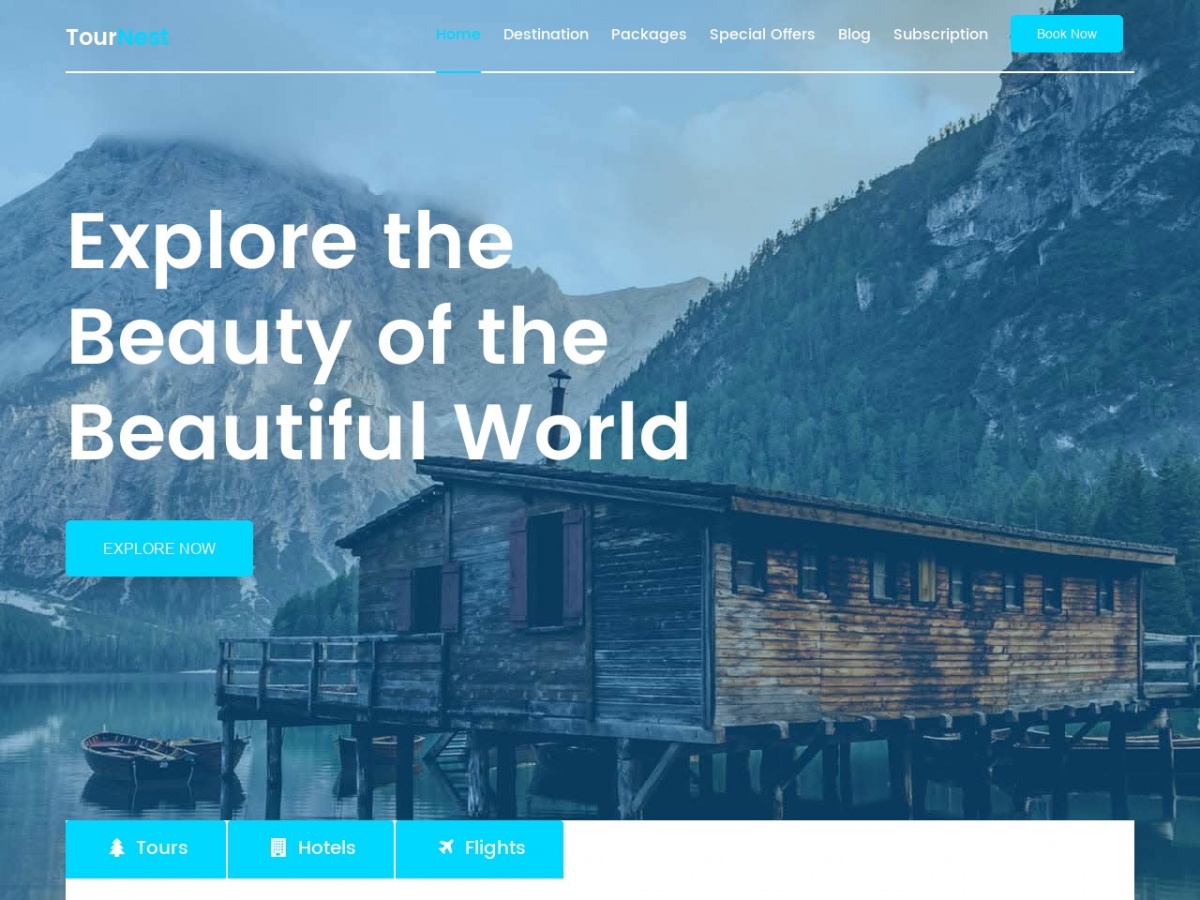 TourNest
Home Destination Packages Special Offers Blog Subscription Book Now
Explore the
Beauty of the
Beautiful World
EXPLORE NOW
Tours Hotels Flights